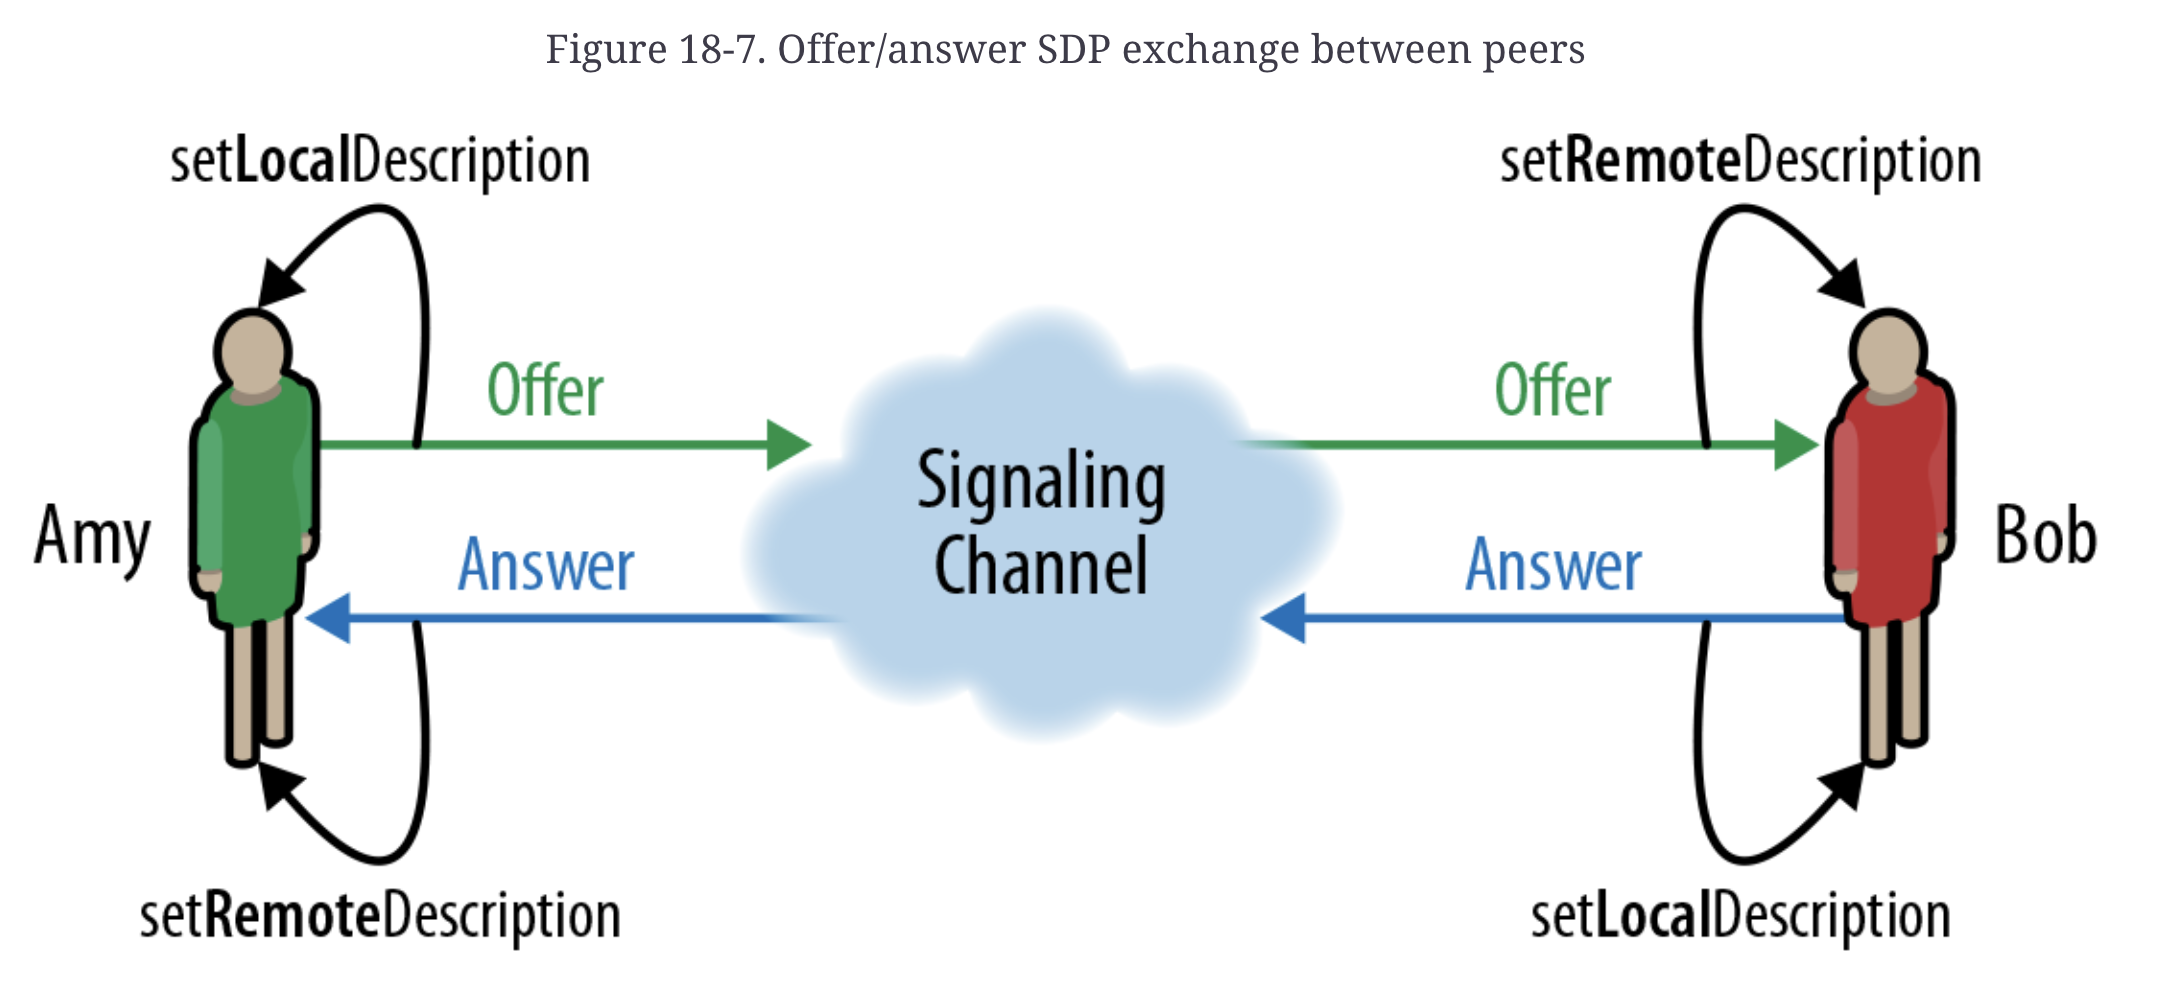 Figure 18-7. Offer/answer SDP exchange between peers
setLocalDescription
setRemoteDescription
Offer
Offer
Signaling
Channel
Amy
Bob
Answer
Answer
setRemoteDescription
setLocalDescription